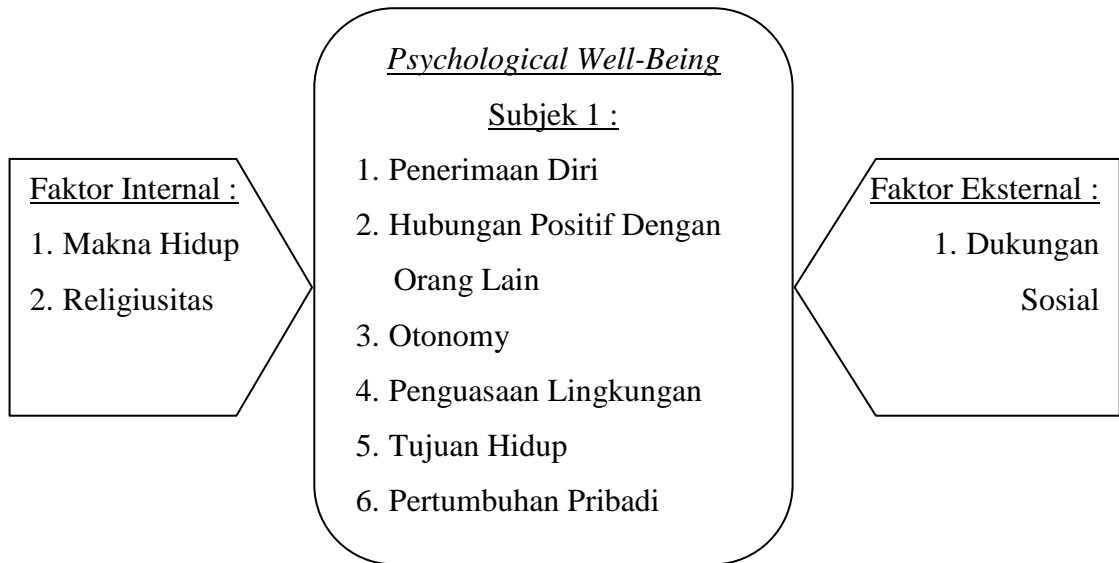 Psychological Well-Being
Subjek 1 :
1. Penerimaan Diri
2. Hubungan Positif Dengan
Orang Lain
3. Otonomy
4. Penguasaan Lingkungan
5. Tujuan Hidup
6. Pertumbuhan Pribadi
Faktor Internal :
1. Makna Hidup
2. Religiusitas
Faktor Eksternal :
1. Dukungan
Sosial